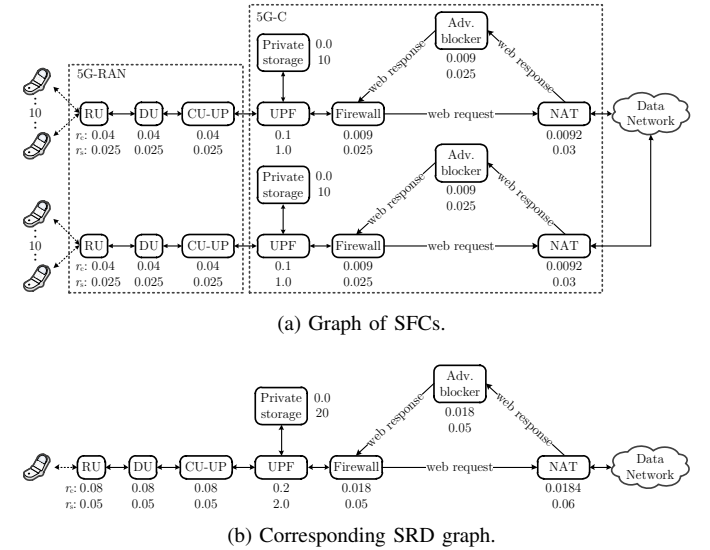 5G-C
Private storage 0.0 10
Adv. blocker
0.009
0.025
web response
web response
5G-RAN
10
RU DU CU-UP UPF Firewall web request NAT Data Network
rc: 0.04 0.04 0.04 0.1 0.009 0.0092
rs: 0.025 0.025 0.025 1.0 0.025 0.03
Private storage 0.0 10
Adv. blocker
0.009
0.025
web response
web response
10
RU DU CU-UP UPF Firewall web request NAT
rc: 0.04 0.04 0.04 0.1 0.009 0.0092
rs: 0.025 0.025 0.025 1.0 0.025 0.03
(a) Graph of SFCs.
Private storage 0.0 20
Adv. blocker
0.018
0.05
web response
web response
RU DU CU-UP UPF Firewall web request NAT Data Network
rc: 0.08 0.08 0.08 0.2 0.018 0.0184
rs: 0.05 0.05 0.05 2.0 0.05 0.06
(b) Corresponding SRD graph.